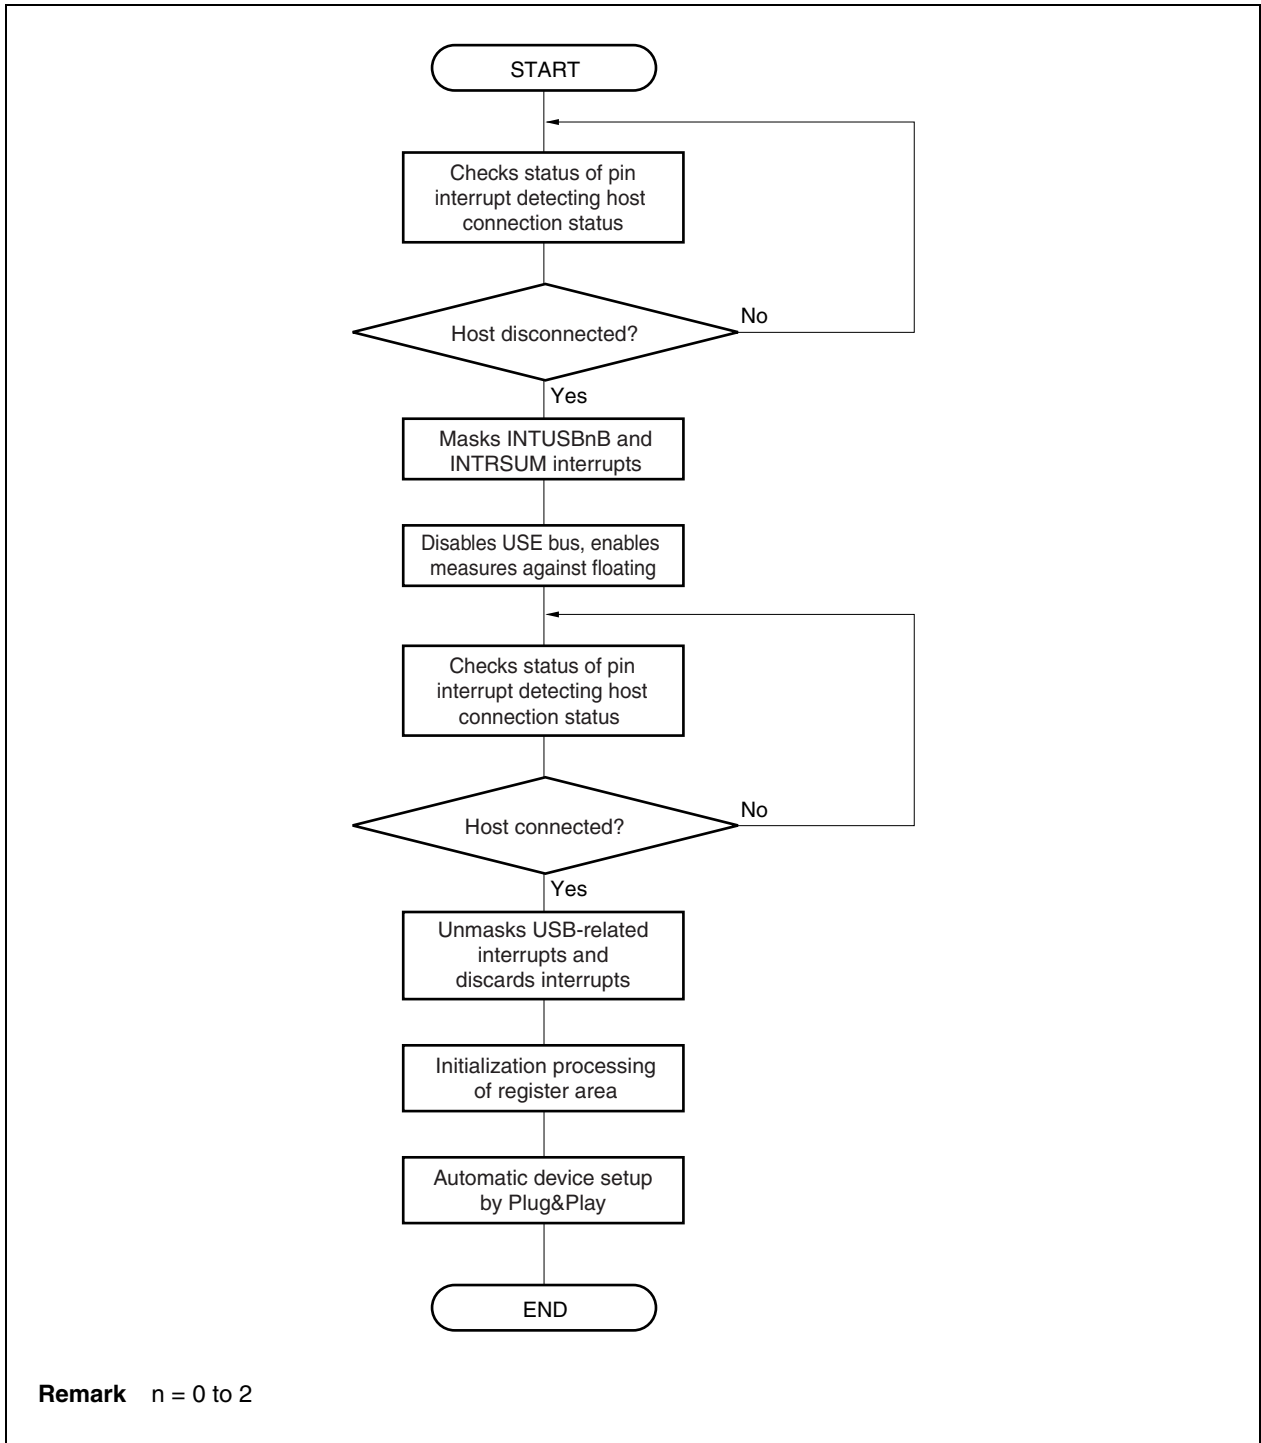 START
Checks status of pin
interrupt detecting host
connection status
Host disconnected?
No
Yes
Masks INTUSBnB and
INTRSUM interrupts
Disables USE bus, enables
measures against floating
Checks status of pin
interrupt detecting host
connection status
Host connected?
No
Yes
Unmasks USB-related
interrupts and
discards interrupts
Initialization processing
of register area
Automatic device setup
by Plug&Play
END
Remark n = 0 to 2